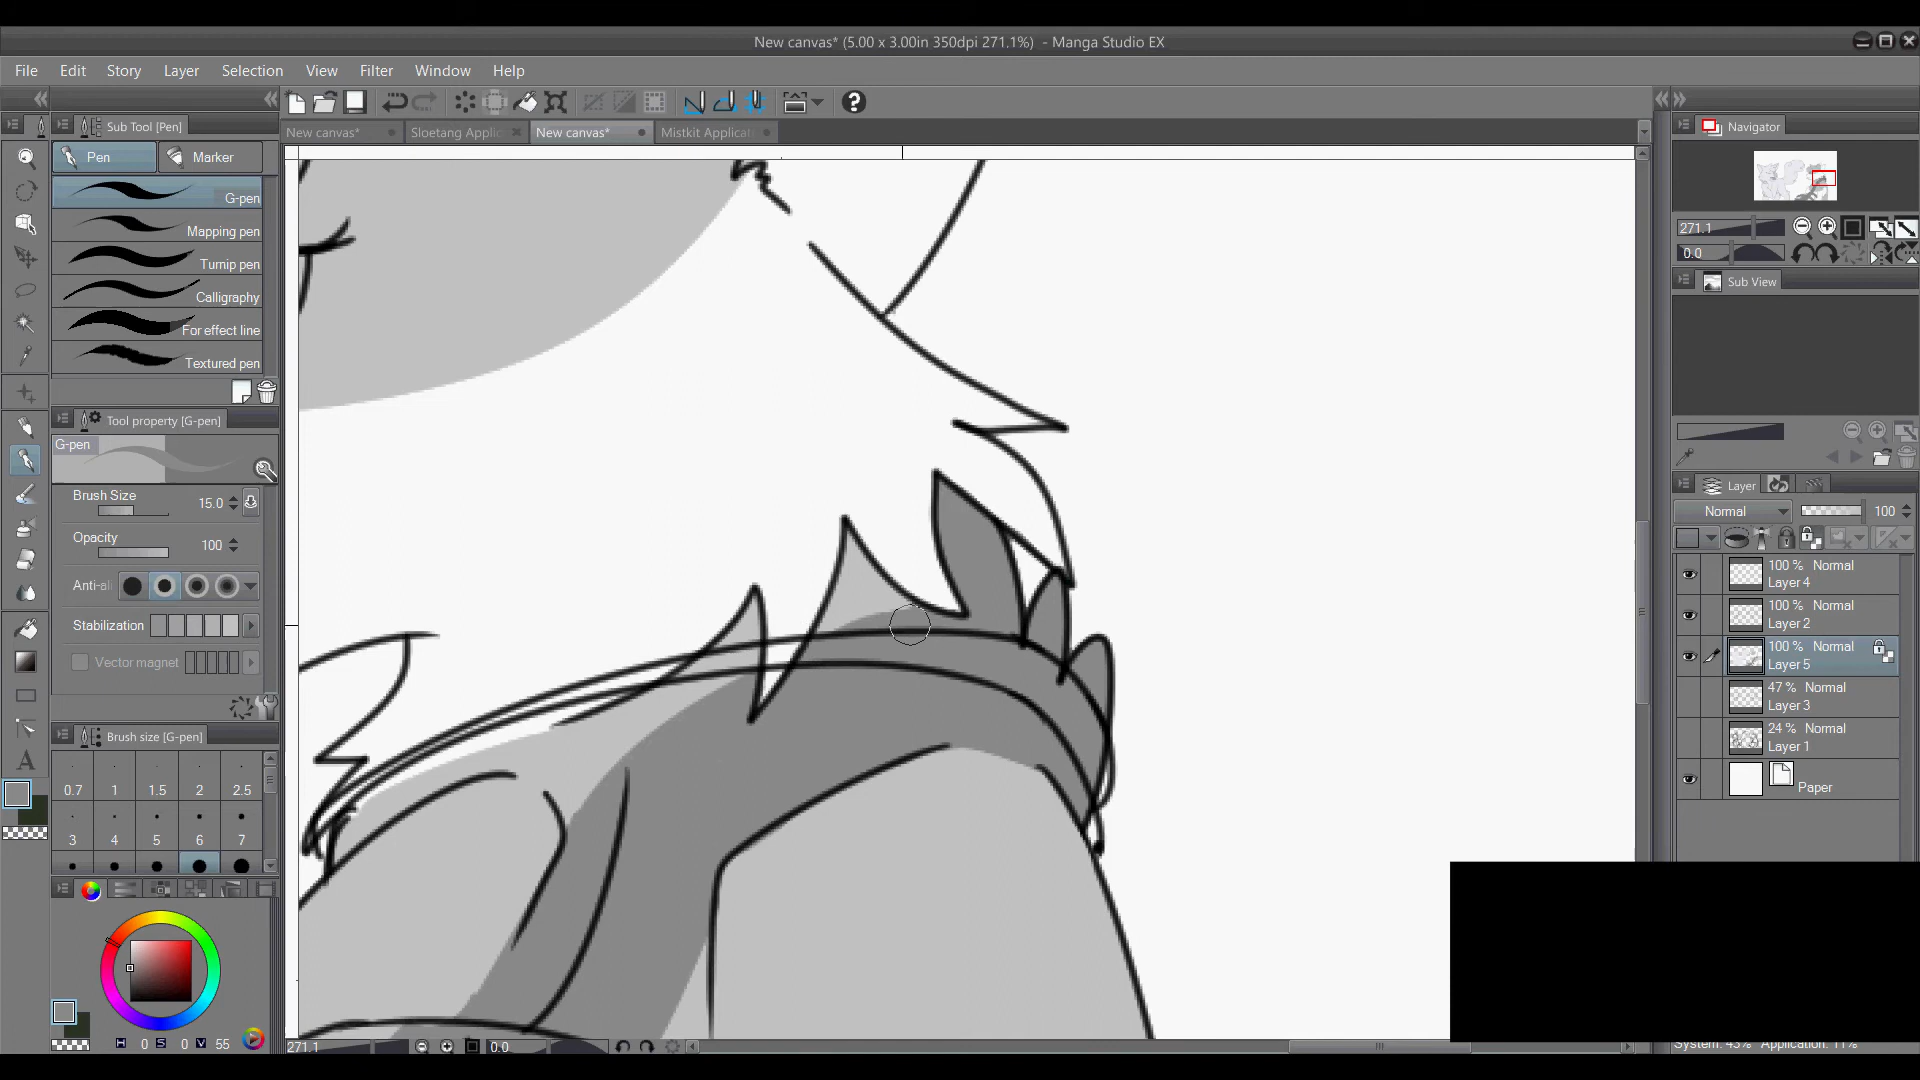 New canvas* (5.00 x 3.00in 350dpi 271.1%)  - Manga Studio EX
File Edit Story Layer Selection View Filter Window Help
Sub Tool [Pen]
New canvas* Sloetang Applic New canvas* Mistkit Applicat
Navigator
Pen Marker
G-pen
Mapping pen
Turnip pen
Calligraphy
For effect line
Textured pen
271.1
0.0
Sub View
Tool property [G-pen]
G-pen
Brush Size 15.0
Opacity 100
Anti-ali
Stabilization
Vector magnet
Layer
Normal 100
100 % Normal
Layer 4
100 % Normal
Layer 2
100 % Normal
Layer 5
47 % Normal
Layer 3
24 % Normal
Layer 1
Paper
Brush size [G-pen]
0.7 1 1.5 2 2.5
3 4 5 6 7
H 0 S 0 V 55
271.1 0.0
System: 43% Application: 11%